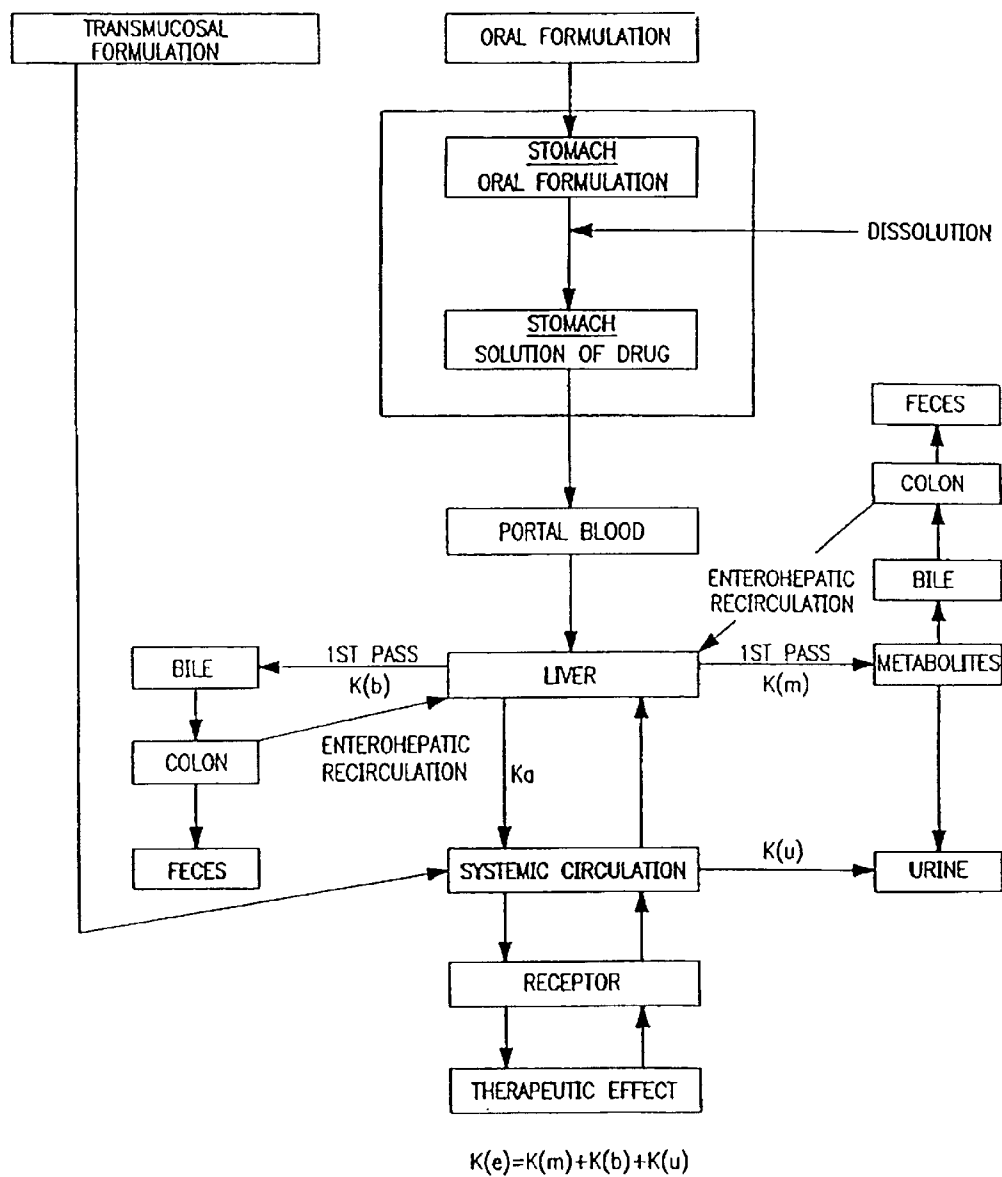 TRANSMUCOSAL
FORMULATION
ORAL FORMULATION
STOMACH
ORAL FORMULATION
DISSOLUTION
STOMACH
SOLUTION OF DRUG
FECES
COLON
PORTAL BLOOD
ENTEROHEPATIC
RECIRCULATION
BILE
BILE
1ST PASS
K(b)
LIVER
1ST PASS
K(m)
METABOLITES
COLON
ENTEROHEPATIC
RECIRCULATION
Ka
FECES
SYSTEMIC CIRCULATION
K(u)
URINE
RECEPTOR
THERAPEUTIC EFFECT
K(e)=K(m)+K(b)+K(u)